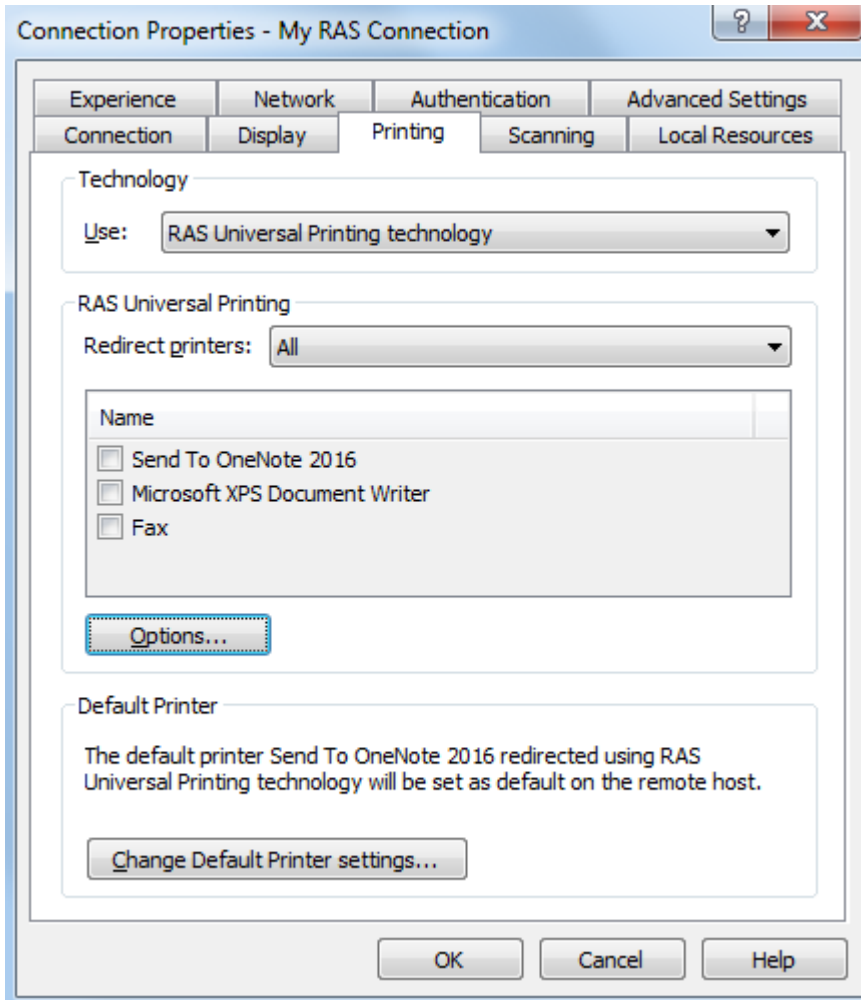 Connection Properties - My RAS Connection
?
X
Experience Network Authentication Advanced Settings
Connection Display Printing Scanning Local Resources
Technology
Use: RAS Universal Printing technology
RAS Universal Printing
Redirect printers: All
Name
Send To OneNote 2016
Microsoft XPS Document Writer
Fax
Options...
Default Printer
The default printer Send To OneNote 2016 redirected using RAS
Universal Printing technology will be set as default on the remote host.
Change Default Printer settings...
OK Cancel Help